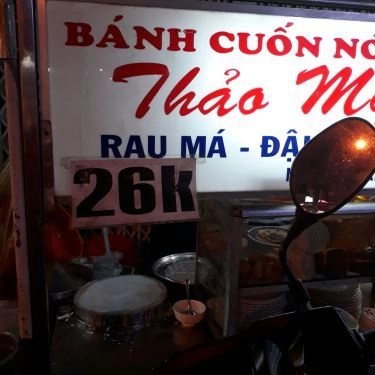 BÁNH CUỐN
Thảo
RAU MÁ -
26K